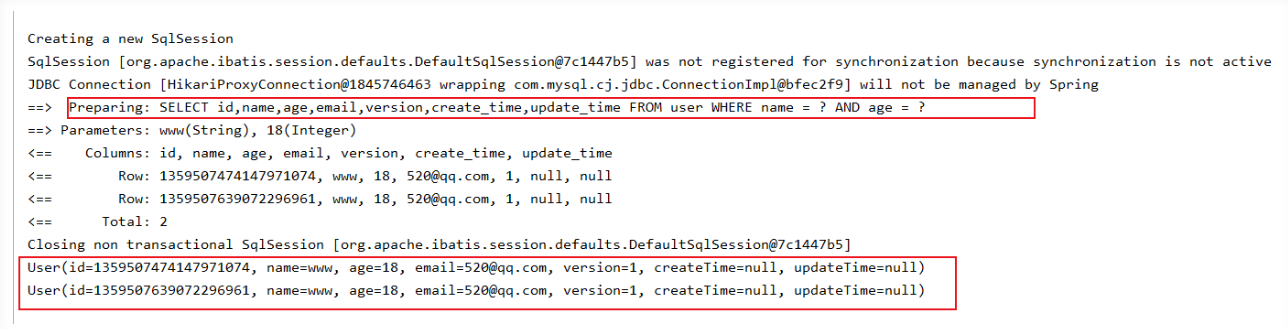 Creating a new SqlSession
SqlSession [org.apache.ibatis.session.defaults.DefaultSqlSession@7c1447b5] was not registered for synchronization because synchronization is not active
JDBC Connection [HikariProxyConnection@1845746463 wrapping com.mysql.cj.jdbc.ConnectionImpl@bfec2f9] will not be managed by Spring
==>  Preparing: SELECT id,name,age,email,version,create_time,update_time FROM user WHERE name = ? AND age = ?
==> Parameters: www(String), 18(Integer)
<==    Columns: id, name, age, email, version, create_time, update_time
<==        Row: 1359507474147971074, www, 18, 520@qq.com, 1, null, null
<==        Row: 1359507639072296961, www, 18, 520@qq.com, 1, null, null
<==      Total: 2
Closing non transactional SqlSession [org.apache.ibatis.session.defaults.DefaultSqlSession@7c1447b5]
User(id=1359507474147971074, name=www, age=18, email=520@qq.com, version=1, createTime=null, updateTime=null)
User(id=1359507639072296961, name=www, age=18, email=520@qq.com, version=1, createTime=null, updateTime=null)